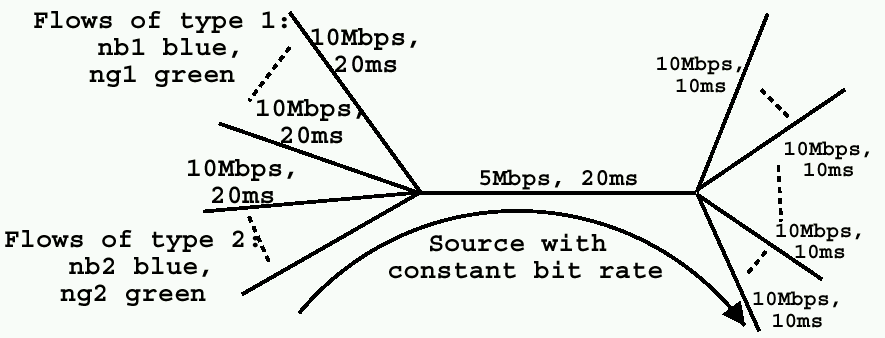 Flows of type 1:
nb1 blue,
ng1 green
10Mbps,
20ms
10Mbps,
20ms
10Mbps,
20ms
Flows of type 2:
nb2 blue,
ng2 green
5Mbps, 20ms
Source with
constant bit rate
10Mbps,
10ms
10Mbps,
10ms
10Mbps,
10ms
10Mbps,
10ms